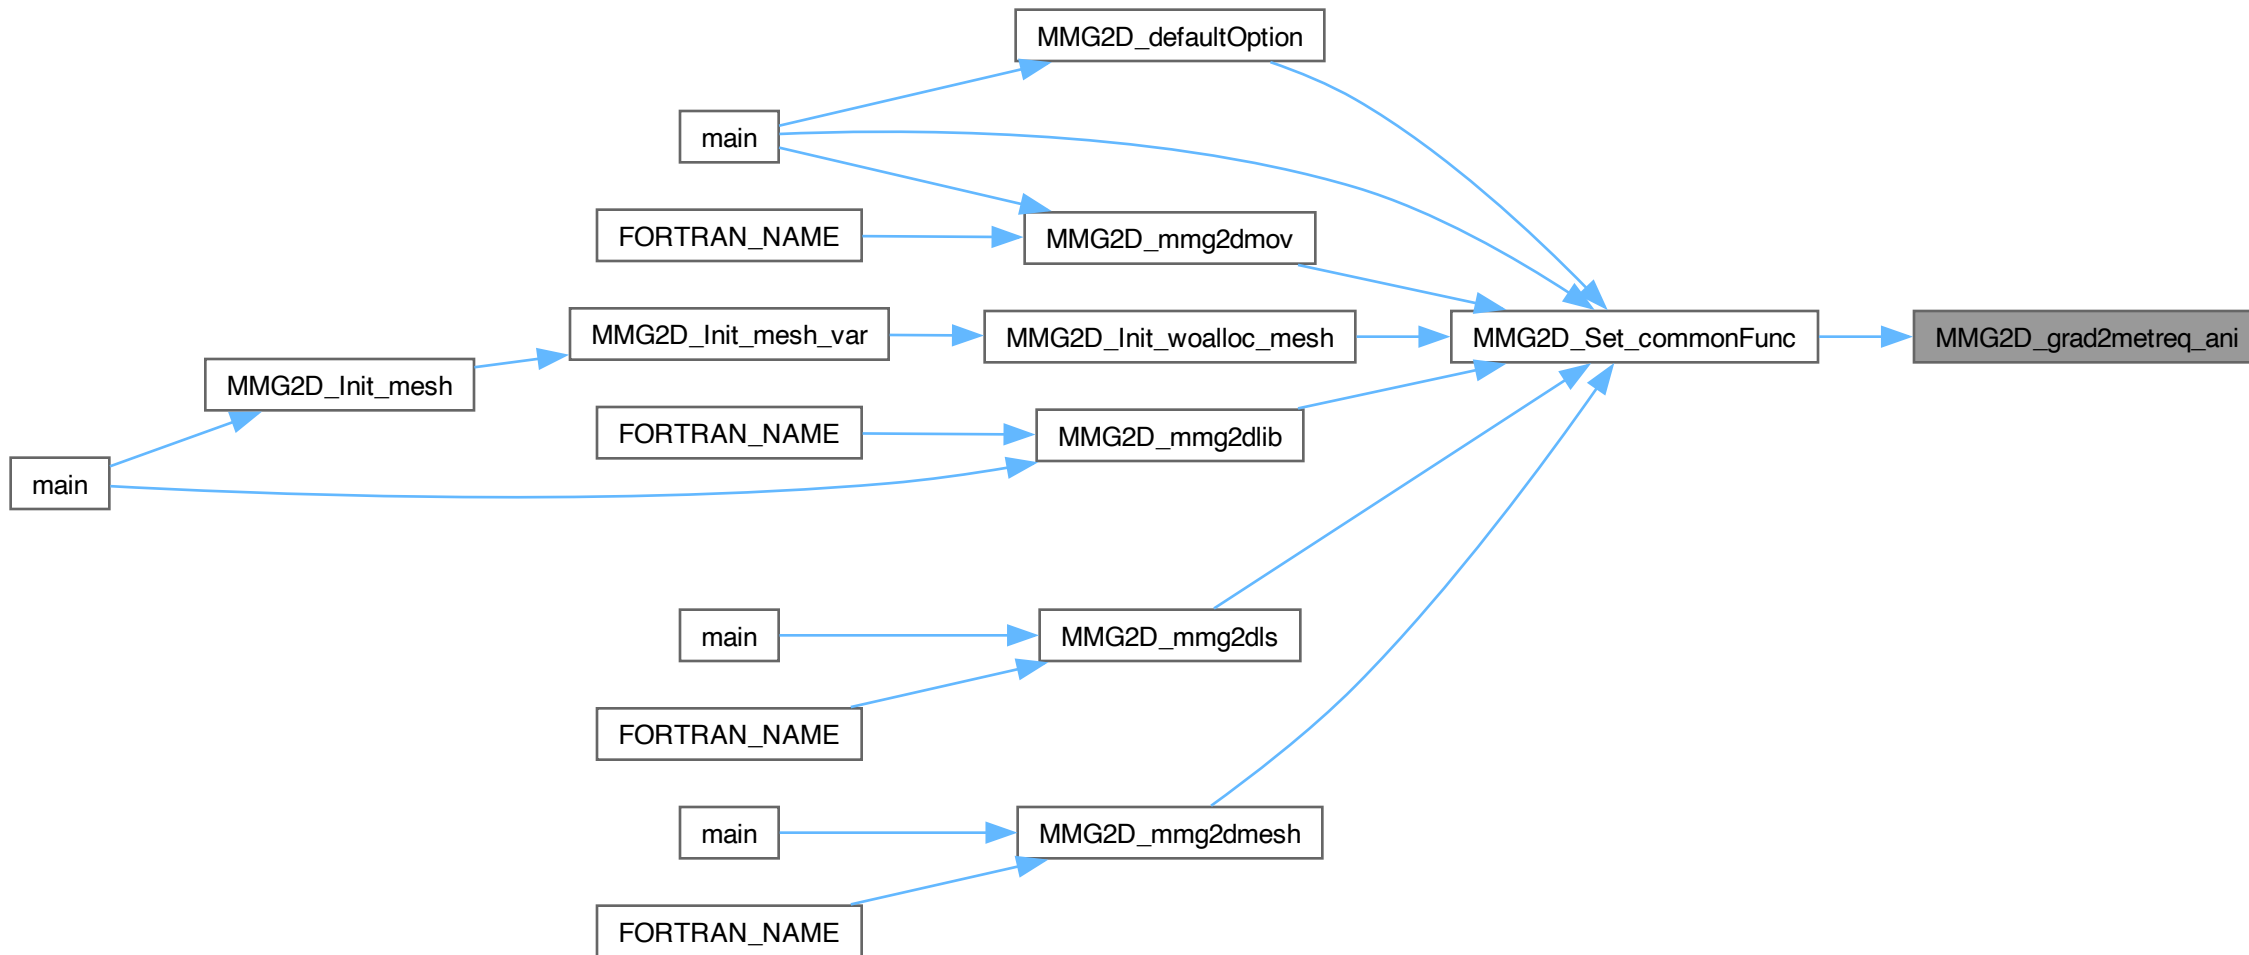 MMG2D_defaultOption
main
FORTRAN_NAME
MMG2D_mmg2dmov
MMG2D_Init_mesh_var
MMG2D_Init_woalloc_mesh
MMG2D_Set_commonFunc
MMG2D_grad2metreq_ani
MMG2D_Init_mesh
FORTRAN_NAME
MMG2D_mmg2dlib
main
main
MMG2D_mmg2dls
FORTRAN_NAME
main
MMG2D_mmg2dmesh
FORTRAN_NAME